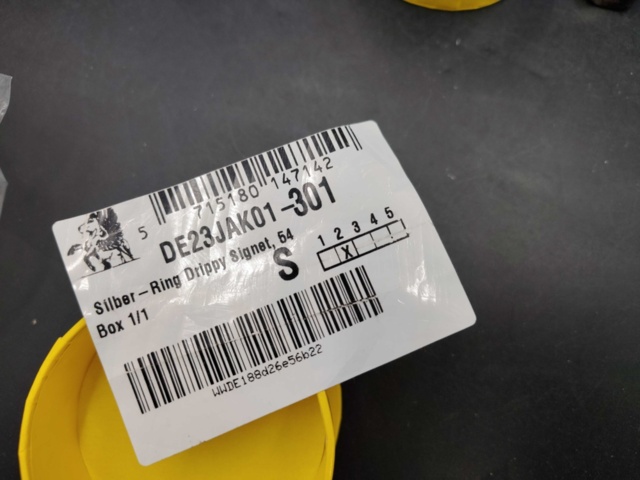 5 715180 147142
DE23JAK01-301
Silber-Ring Drippy Signet, 54
Box 1/1
S
1 2 3 4 5
X
WWDE188d26e56b22